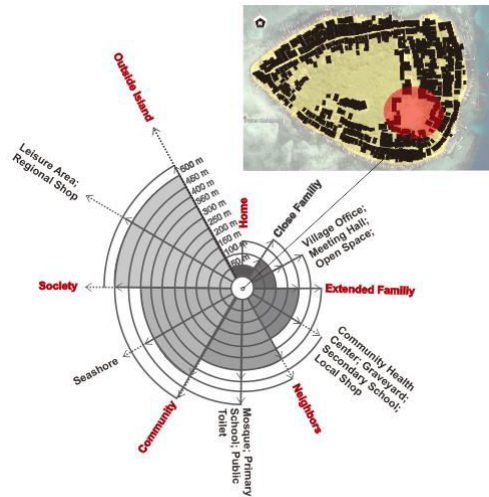 Outside Island
Leisure Area;
Regional Shop
500 m
450 m
400 m
350 m
300 m
250 m
200 m
150 m
100 m
50 m
Home
Close Familly
Village Office;
Meeting Hall;
Open Space;
Society
Extended Familiy
Seashore
Community Health
Center; Graveyard;
Secondary School;
Local Shop
Community
Neighbors
Mosque; Primary
School; Public
Toilet